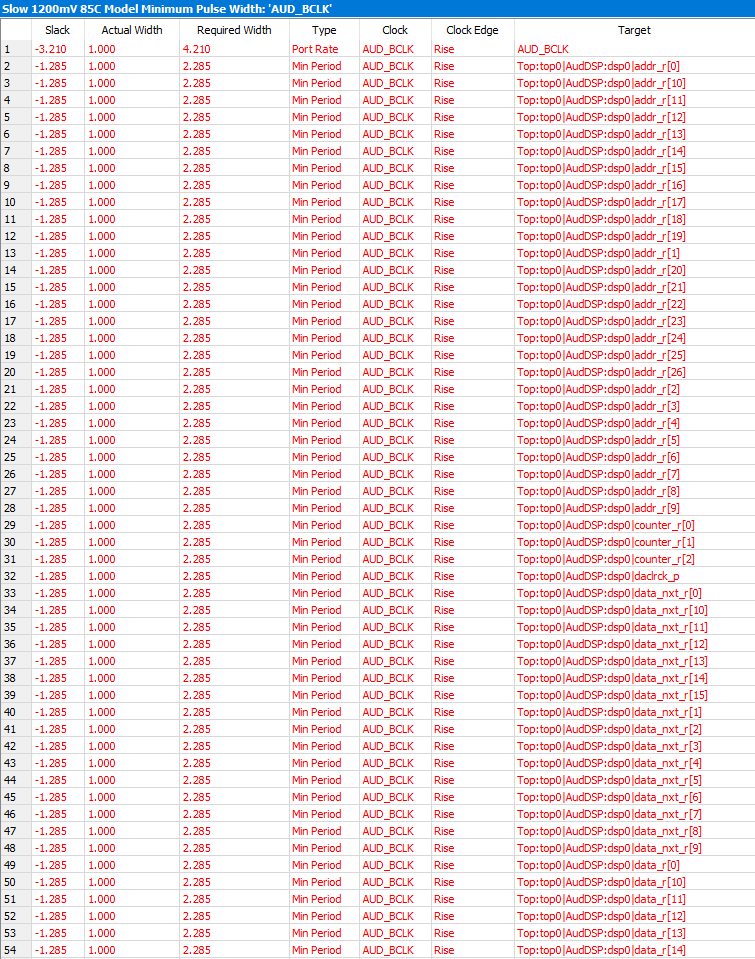 Slow 1200mV 85C Model Minimum Pulse Width: 'AUD_BCLK'
Slack Actual Width Required Width Type Clock Clock Edge Target
1 -3.210 1.000 4.210 Port Rate AUD_BCLK Rise AUD_BCLK
2 -1.285 1.000 2.285 Min Period AUD_BCLK Rise Top:top0|AudDSP:dsp0|addr_r[0]
3 -1.285 1.000 2.285 Min Period AUD_BCLK Rise Top:top0|AudDSP:dsp0|addr_r[10]
4 -1.285 1.000 2.285 Min Period AUD_BCLK Rise Top:top0|AudDSP:dsp0|addr_r[11]
5 -1.285 1.000 2.285 Min Period AUD_BCLK Rise Top:top0|AudDSP:dsp0|addr_r[12]
6 -1.285 1.000 2.285 Min Period AUD_BCLK Rise Top:top0|AudDSP:dsp0|addr_r[13]
7 -1.285 1.000 2.285 Min Period AUD_BCLK Rise Top:top0|AudDSP:dsp0|addr_r[14]
8 -1.285 1.000 2.285 Min Period AUD_BCLK Rise Top:top0|AudDSP:dsp0|addr_r[15]
9 -1.285 1.000 2.285 Min Period AUD_BCLK Rise Top:top0|AudDSP:dsp0|addr_r[16]
10 -1.285 1.000 2.285 Min Period AUD_BCLK Rise Top:top0|AudDSP:dsp0|addr_r[17]
11 -1.285 1.000 2.285 Min Period AUD_BCLK Rise Top:top0|AudDSP:dsp0|addr_r[18]
12 -1.285 1.000 2.285 Min Period AUD_BCLK Rise Top:top0|AudDSP:dsp0|addr_r[19]
13 -1.285 1.000 2.285 Min Period AUD_BCLK Rise Top:top0|AudDSP:dsp0|addr_r[1]
14 -1.285 1.000 2.285 Min Period AUD_BCLK Rise Top:top0|AudDSP:dsp0|addr_r[20]
15 -1.285 1.000 2.285 Min Period AUD_BCLK Rise Top:top0|AudDSP:dsp0|addr_r[21]
16 -1.285 1.000 2.285 Min Period AUD_BCLK Rise Top:top0|AudDSP:dsp0|addr_r[22]
17 -1.285 1.000 2.285 Min Period AUD_BCLK Rise Top:top0|AudDSP:dsp0|addr_r[23]
18 -1.285 1.000 2.285 Min Period AUD_BCLK Rise Top:top0|AudDSP:dsp0|addr_r[24]
19 -1.285 1.000 2.285 Min Period AUD_BCLK Rise Top:top0|AudDSP:dsp0|addr_r[25]
20 -1.285 1.000 2.285 Min Period AUD_BCLK Rise Top:top0|AudDSP:dsp0|addr_r[26]
21 -1.285 1.000 2.285 Min Period AUD_BCLK Rise Top:top0|AudDSP:dsp0|addr_r[2]
22 -1.285 1.000 2.285 Min Period AUD_BCLK Rise Top:top0|AudDSP:dsp0|addr_r[3]
23 -1.285 1.000 2.285 Min Period AUD_BCLK Rise Top:top0|AudDSP:dsp0|addr_r[4]
24 -1.285 1.000 2.285 Min Period AUD_BCLK Rise Top:top0|AudDSP:dsp0|addr_r[5]
25 -1.285 1.000 2.285 Min Period AUD_BCLK Rise Top:top0|AudDSP:dsp0|addr_r[6]
26 -1.285 1.000 2.285 Min Period AUD_BCLK Rise Top:top0|AudDSP:dsp0|addr_r[7]
27 -1.285 1.000 2.285 Min Period AUD_BCLK Rise Top:top0|AudDSP:dsp0|addr_r[8]
28 -1.285 1.000 2.285 Min Period AUD_BCLK Rise Top:top0|AudDSP:dsp0|addr_r[9]
29 -1.285 1.000 2.285 Min Period AUD_BCLK Rise Top:top0|AudDSP:dsp0|counter_r[0]
30 -1.285 1.000 2.285 Min Period AUD_BCLK Rise Top:top0|AudDSP:dsp0|counter_r[1]
31 -1.285 1.000 2.285 Min Period AUD_BCLK Rise Top:top0|AudDSP:dsp0|counter_r[2]
32 -1.285 1.000 2.285 Min Period AUD_BCLK Rise Top:top0|AudDSP:dsp0|daclrck_p
33 -1.285 1.000 2.285 Min Period AUD_BCLK Rise Top:top0|AudDSP:dsp0|data_nxt_r[0]
34 -1.285 1.000 2.285 Min Period AUD_BCLK Rise Top:top0|AudDSP:dsp0|data_nxt_r[10]
35 -1.285 1.000 2.285 Min Period AUD_BCLK Rise Top:top0|AudDSP:dsp0|data_nxt_r[11]
36 -1.285 1.000 2.285 Min Period AUD_BCLK Rise Top:top0|AudDSP:dsp0|data_nxt_r[12]
37 -1.285 1.000 2.285 Min Period AUD_BCLK Rise Top:top0|AudDSP:dsp0|data_nxt_r[13]
38 -1.285 1.000 2.285 Min Period AUD_BCLK Rise Top:top0|AudDSP:dsp0|data_nxt_r[14]
39 -1.285 1.000 2.285 Min Period AUD_BCLK Rise Top:top0|AudDSP:dsp0|data_nxt_r[15]
40 -1.285 1.000 2.285 Min Period AUD_BCLK Rise Top:top0|AudDSP:dsp0|data_nxt_r[1]
41 -1.285 1.000 2.285 Min Period AUD_BCLK Rise Top:top0|AudDSP:dsp0|data_nxt_r[2]
42 -1.285 1.000 2.285 Min Period AUD_BCLK Rise Top:top0|AudDSP:dsp0|data_nxt_r[3]
43 -1.285 1.000 2.285 Min Period AUD_BCLK Rise Top:top0|AudDSP:dsp0|data_nxt_r[4]
44 -1.285 1.000 2.285 Min Period AUD_BCLK Rise Top:top0|AudDSP:dsp0|data_nxt_r[5]
45 -1.285 1.000 2.285 Min Period AUD_BCLK Rise Top:top0|AudDSP:dsp0|data_nxt_r[6]
46 -1.285 1.000 2.285 Min Period AUD_BCLK Rise Top:top0|AudDSP:dsp0|data_nxt_r[7]
47 -1.285 1.000 2.285 Min Period AUD_BCLK Rise Top:top0|AudDSP:dsp0|data_nxt_r[8]
48 -1.285 1.000 2.285 Min Period AUD_BCLK Rise Top:top0|AudDSP:dsp0|data_nxt_r[9]
49 -1.285 1.000 2.285 Min Period AUD_BCLK Rise Top:top0|AudDSP:dsp0|data_r[0]
50 -1.285 1.000 2.285 Min Period AUD_BCLK Rise Top:top0|AudDSP:dsp0|data_r[10]
51 -1.285 1.000 2.285 Min Period AUD_BCLK Rise Top:top0|AudDSP:dsp0|data_r[11]
52 -1.285 1.000 2.285 Min Period AUD_BCLK Rise Top:top0|AudDSP:dsp0|data_r[12]
53 -1.285 1.000 2.285 Min Period AUD_BCLK Rise Top:top0|AudDSP:dsp0|data_r[13]
54 -1.285 1.000 2.285 Min Period AUD_BCLK Rise Top:top0|AudDSP:dsp0|data_r[14]